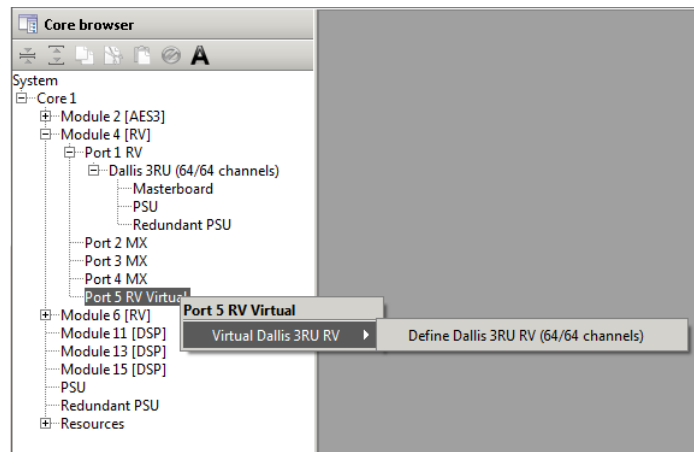 Core browser
A
System
Core 1
Module 2 [AES3]
Module 4 [RV]
Port 1 RV
Dallis 3RU (64/64 channels)
Masterboard
PSU
Redundant PSU
Port 2 MX
Port 3 MX
Port 4 MX
Port 5 RV Virtual
Port 5 RV Virtual
Module 6 [RV]
Virtual Dallis 3RU RV
Define Dallis 3RU RV (64/64 channels)
Module 11 [DSP]
Module 13 [DSP]
Module 15 [DSP]
PSU
Redundant PSU
Resources